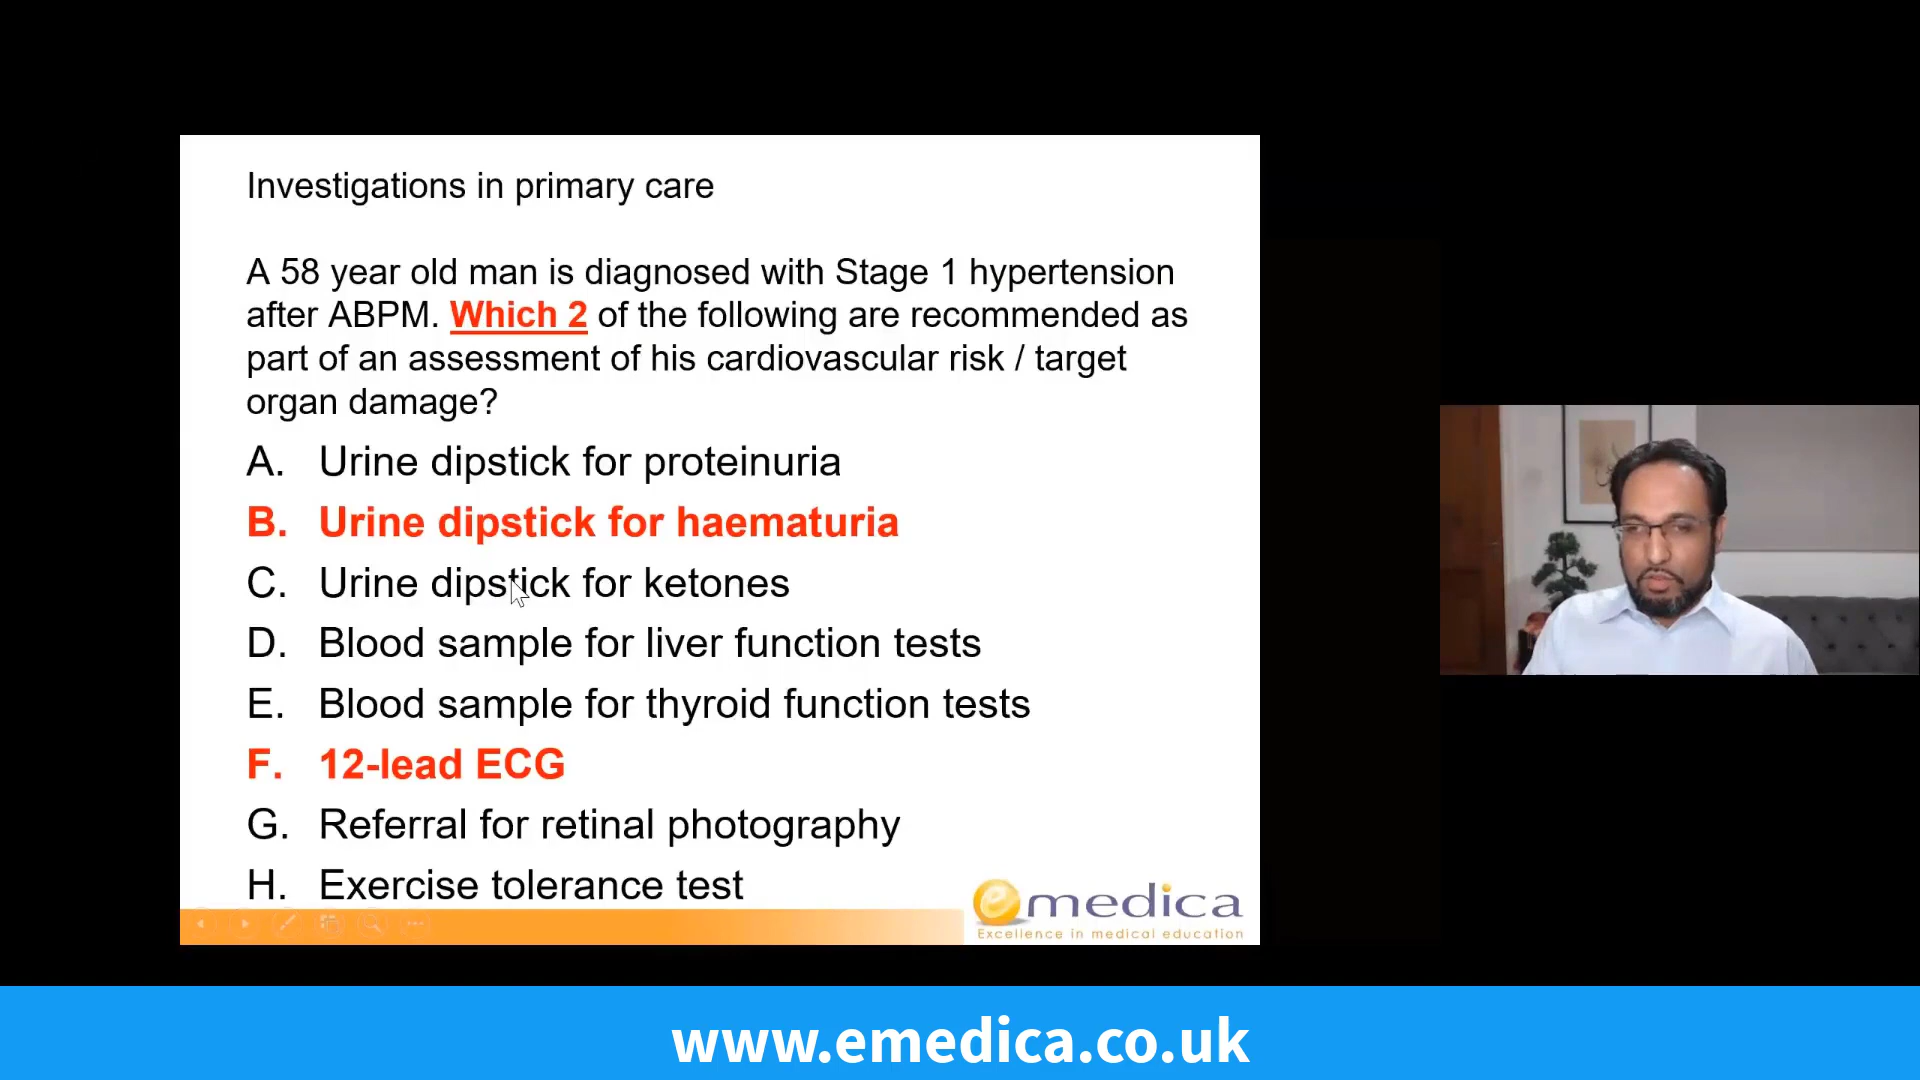 Investigations in primary care
A 58 year old man is diagnosed with Stage 1 hypertension
after ABPM. Which 2 of the following are recommended as
part of an assessment of his cardiovascular risk / target
organ damage?
A. Urine dipstick for proteinuria
B. Urine dipstick for haematuria
C. Urine dipstick for ketones
D. Blood sample for liver function tests
E. Blood sample for thyroid function tests
F. 12-lead ECG
G. Referral for retinal photography
H. Exercise tolerance test
emedica
Excellence in medical education
www.emedica.co.uk